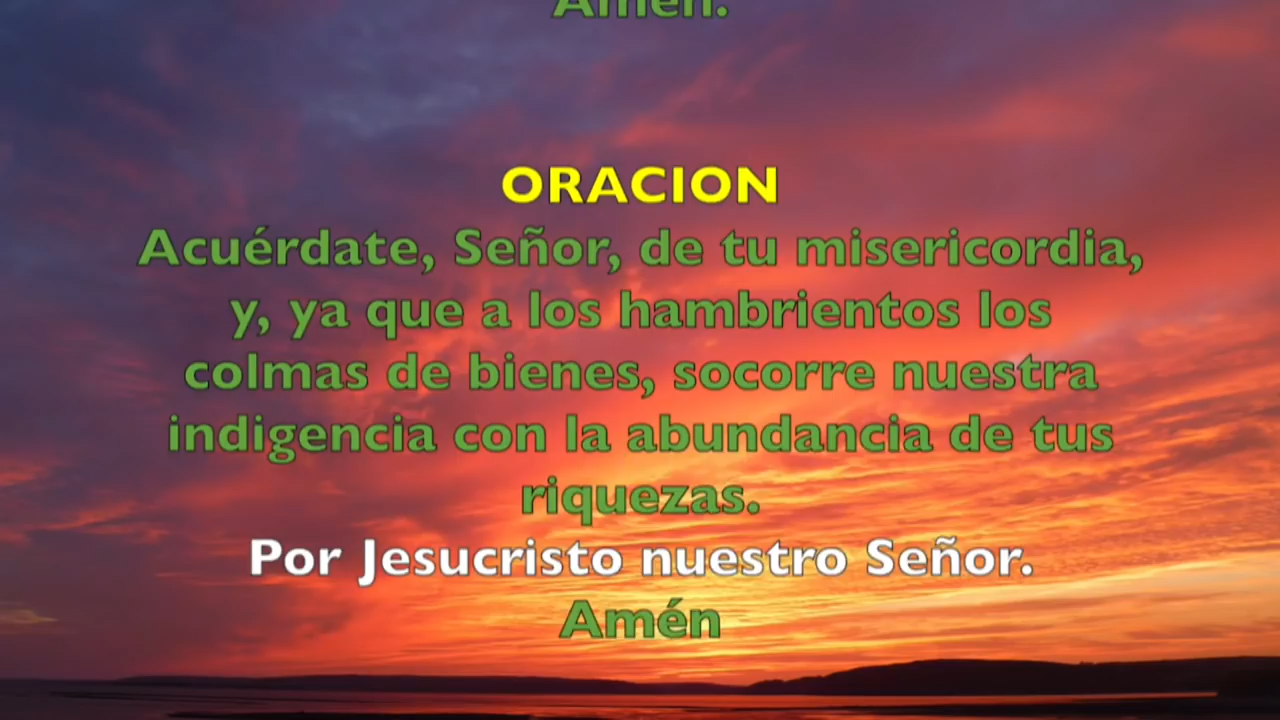 Amén.
ORACION
Acuérdate, Señor, de tu misericordia,
y, ya que a los hambrientos los
colmas de bienes, socorre nuestra
indigencia con la abundancia de tus
riquezas.
Por Jesucristo nuestro Señor.
Amén